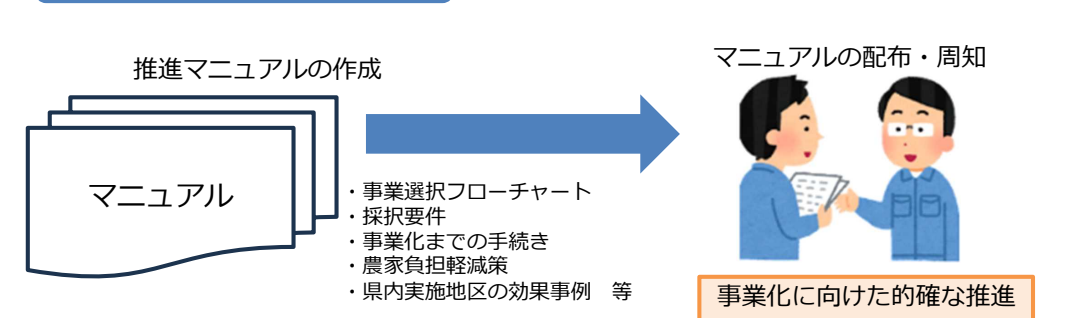 推進マニュアルの作成
マニュアル
・事業選択フローチャート
・採択要件
・事業化までの手続き
・農家負担軽減策
・県内実施地区の効果事例　等
マニュアルの配布・周知
事業化に向けた的確な推進